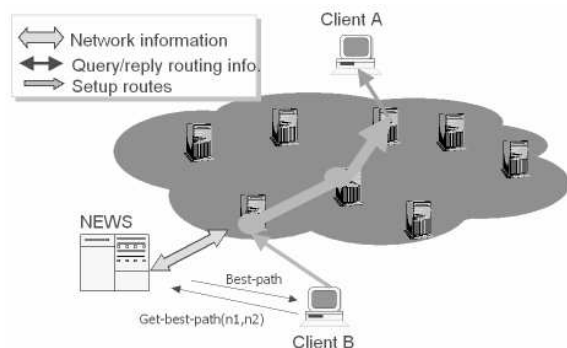 Client A
Network information
Query/reply routing info.
Setup routes
NEWS
Best-path
Get-best-path(n1,n2)
Client B